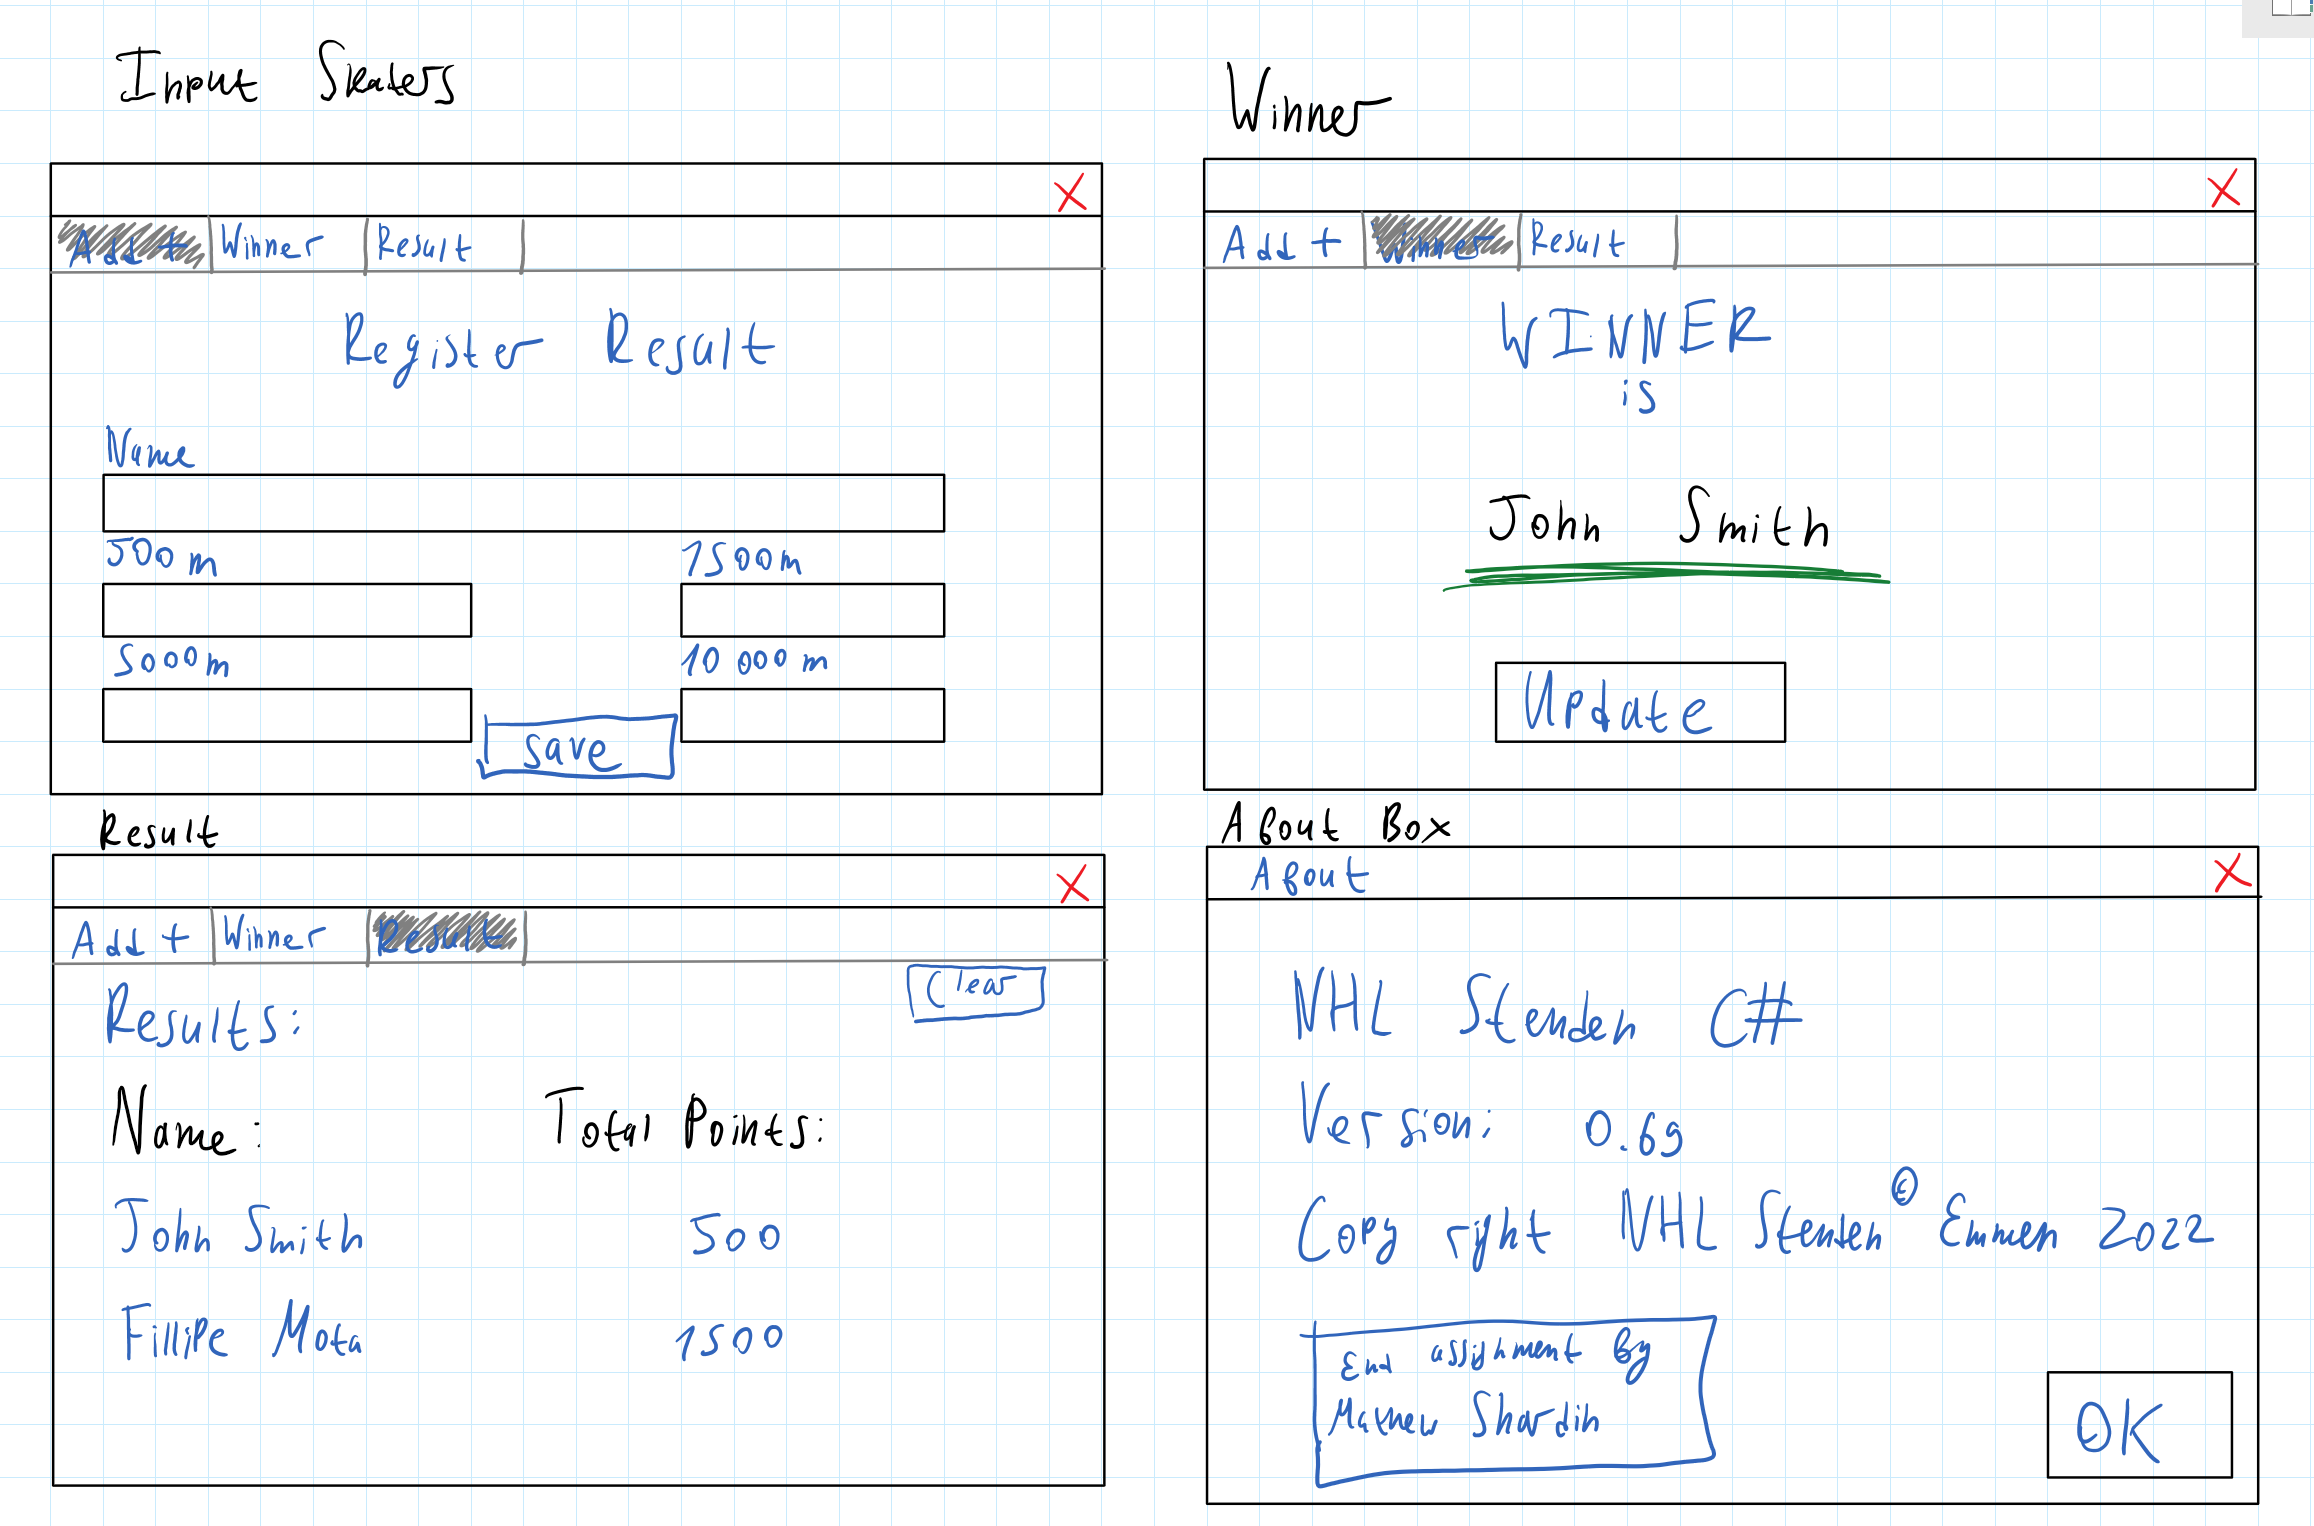 Input Skaters
Add +
Winner
Result
Register Result
Name
500m
1500m
5000m
10 000 m
save
Winner
Add +
Winner
Result
WINNER
is
John Smith
Update
Result
Add +
Winner
Result
Clear
Results:
Name:
Total Points:
John Smith
500
Fillipe Mota
1500
About Box
About
NHL Stenden C#
Version: 0.69
Copy right NHL Stenden © Emmen 2022
End assignment By
Mathew Shardin
OK